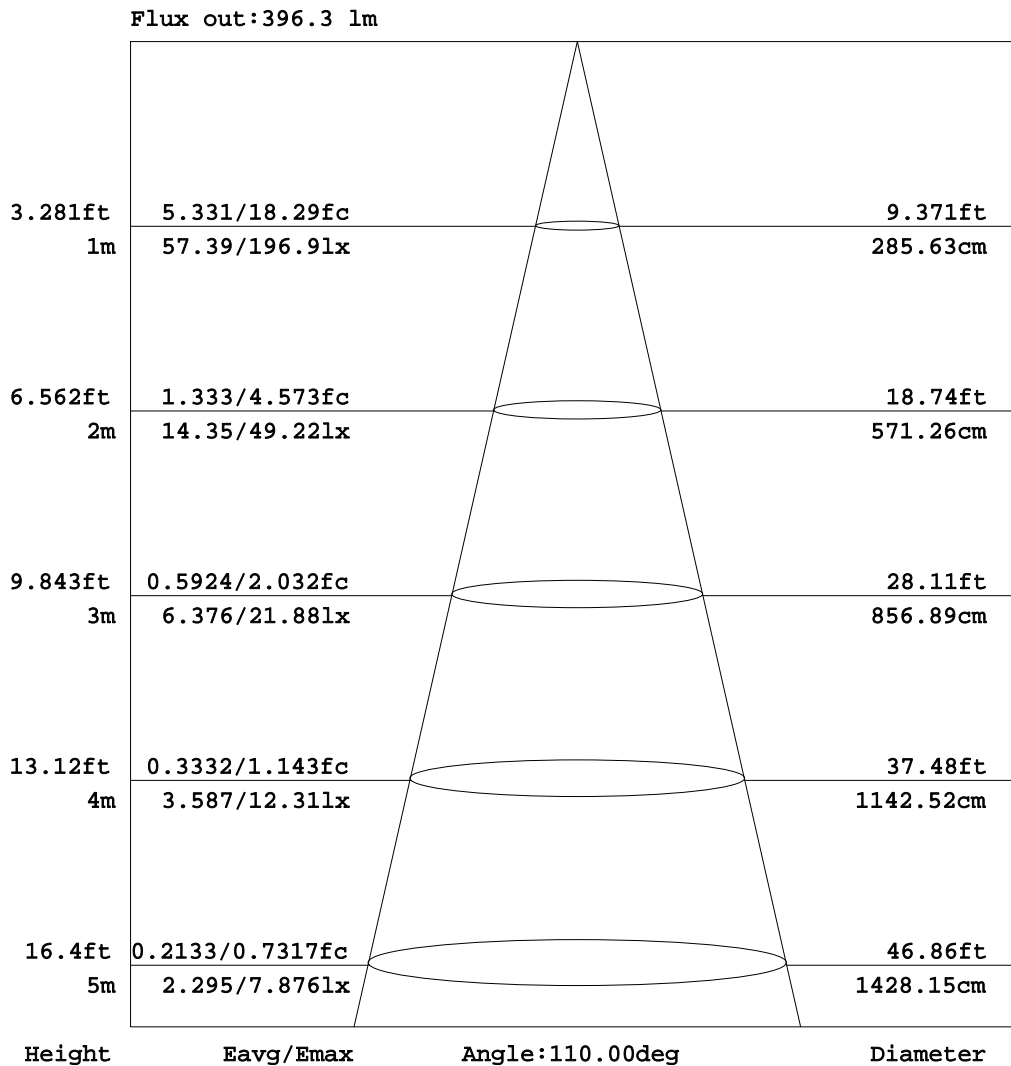 Flux out:396.3 lm
3.281ft 5.331/18.29fc 9.371ft
1m 57.39/196.9lx 285.63cm
6.562ft 1.333/4.573fc 18.74ft
2m 14.35/49.22lx 571.26cm
9.843ft 0.5924/2.032fc 28.11ft
3m 6.376/21.88lx 856.89cm
13.12ft 0.3332/1.143fc 37.48ft
4m 3.587/12.31lx 1142.52cm
16.4ft 0.2133/0.7317fc 46.86ft
5m 2.295/7.876lx 1428.15cm
Height Eavg/Emax Angle:110.00deg Diameter